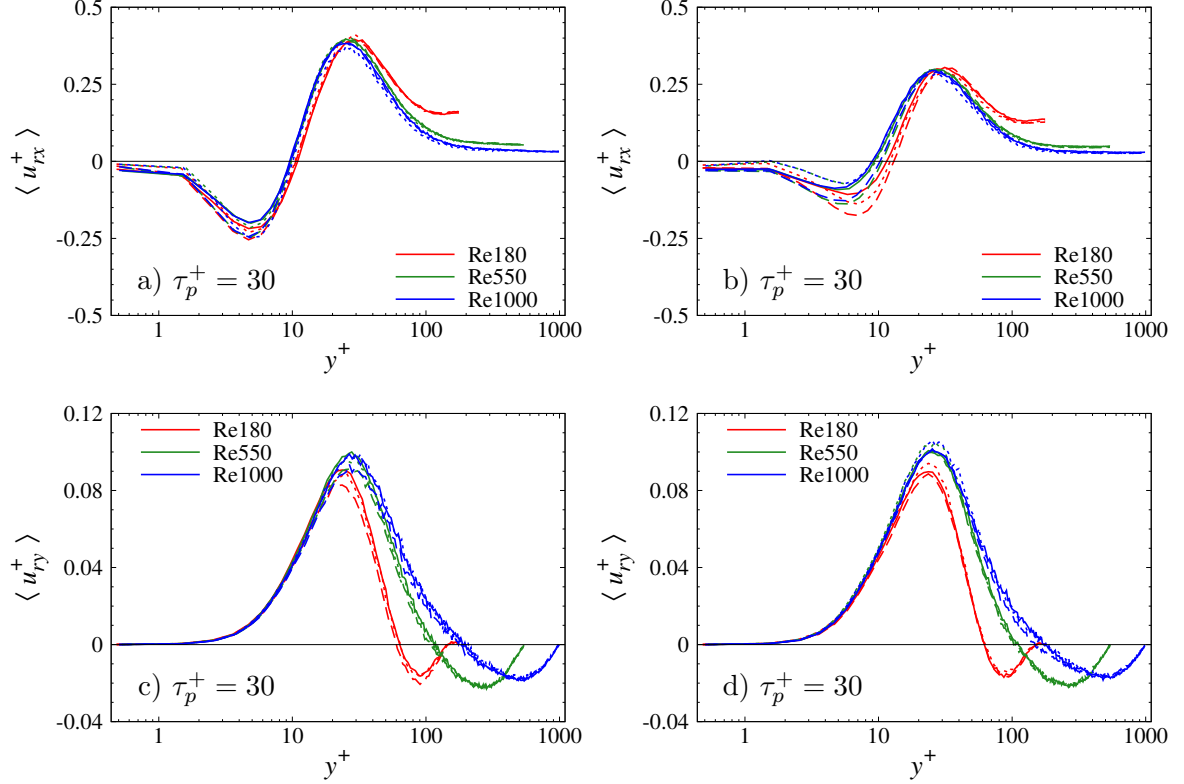 0.5
0.25
0
-0.25
-0.5
⟨ u⁺ᵣₓ ⟩
a) τₚ⁺ = 30
Re180
Re550
Re1000
1 10 100 1000
y⁺
0.5
0.25
0
-0.25
-0.5
⟨ u⁺ᵣₓ ⟩
b) τₚ⁺ = 30
Re180
Re550
Re1000
1 10 100 1000
y⁺
0.12
0.08
0.04
0
-0.04
⟨ u⁺_{ry} ⟩
Re180
Re550
Re1000
c) τₚ⁺ = 30
1 10 100 1000
y⁺
0.12
0.08
0.04
0
-0.04
⟨ u⁺_{ry} ⟩
Re180
Re550
Re1000
d) τₚ⁺ = 30
1 10 100 1000
y⁺